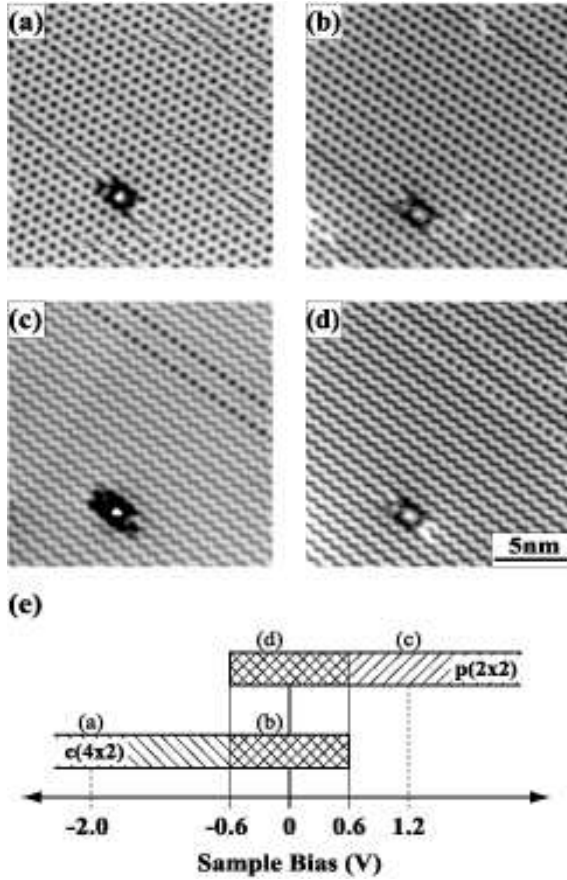 (a)
(b)
(c)
(d)
5nm
(e)
(d)
(c)
p(2x2)
(a)
(b)
c(4x2)
-2.0
-0.6
0
0.6
1.2
Sample Bias (V)